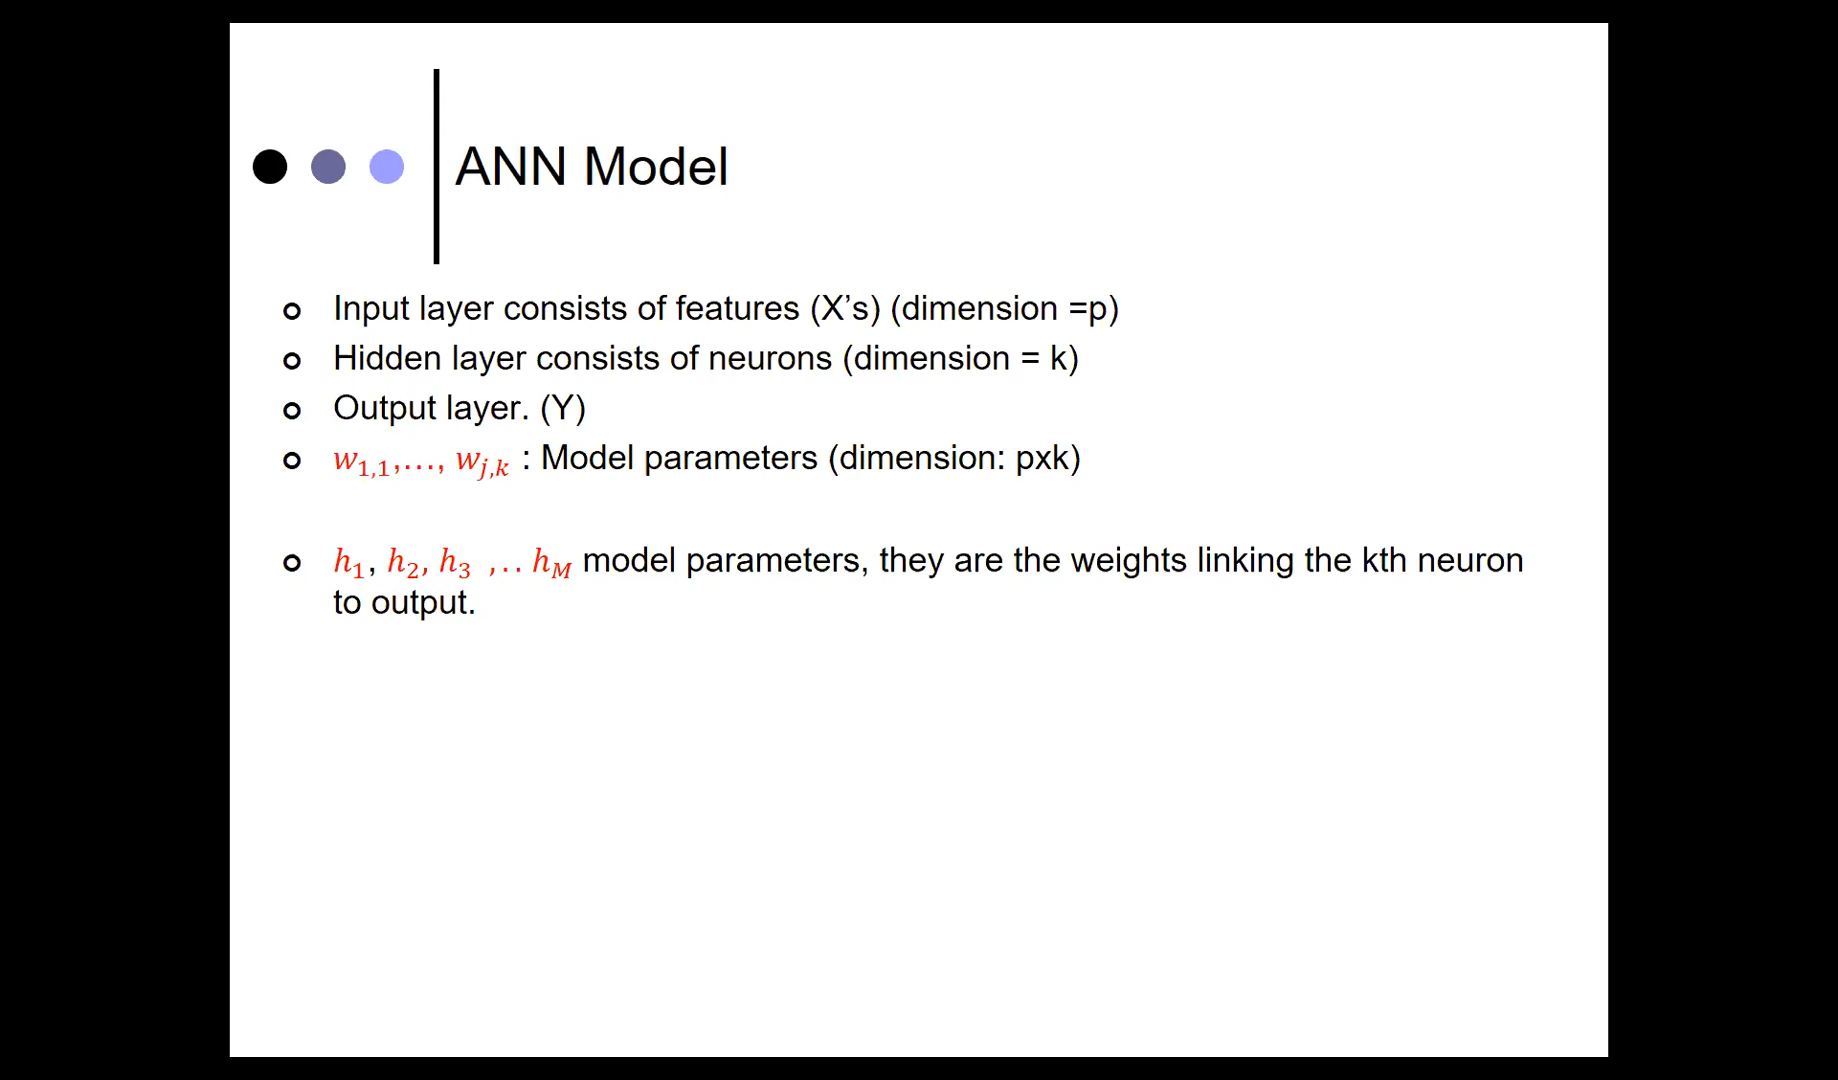 ANN Model
Input layer consists of features (X’s) (dimension =p)
Hidden layer consists of neurons (dimension = k)
Output layer. (Y)
w₁,₁,…, wⱼ,ₖ : Model parameters (dimension: pxk)
h₁, h₂, h₃ ,.. h_M model parameters, they are the weights linking the kth neuron
to output.